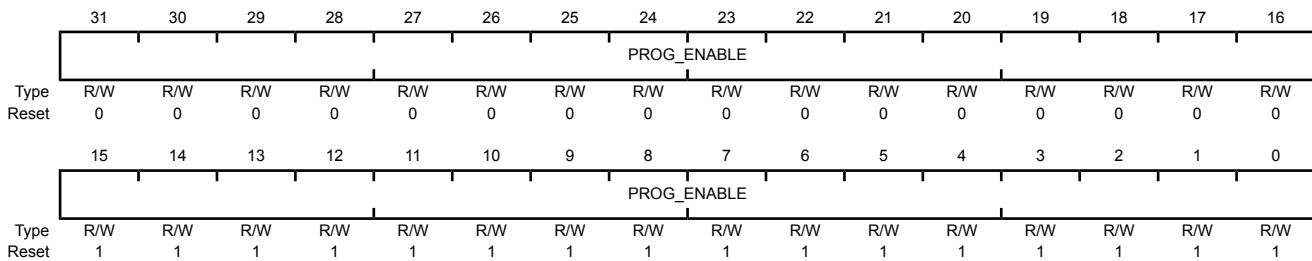 31 30 29 28 27 26 25 24 23 22 21 20 19 18 17 16
PROG_ENABLE
Type R/W R/W R/W R/W R/W R/W R/W R/W R/W R/W R/W R/W R/W R/W R/W R/W
Reset 0 0 0 0 0 0 0 0 0 0 0 0 0 0 0 0
15 14 13 12 11 10 9 8 7 6 5 4 3 2 1 0
PROG_ENABLE
Type R/W R/W R/W R/W R/W R/W R/W R/W R/W R/W R/W R/W R/W R/W R/W R/W
Reset 1 1 1 1 1 1 1 1 1 1 1 1 1 1 1 1